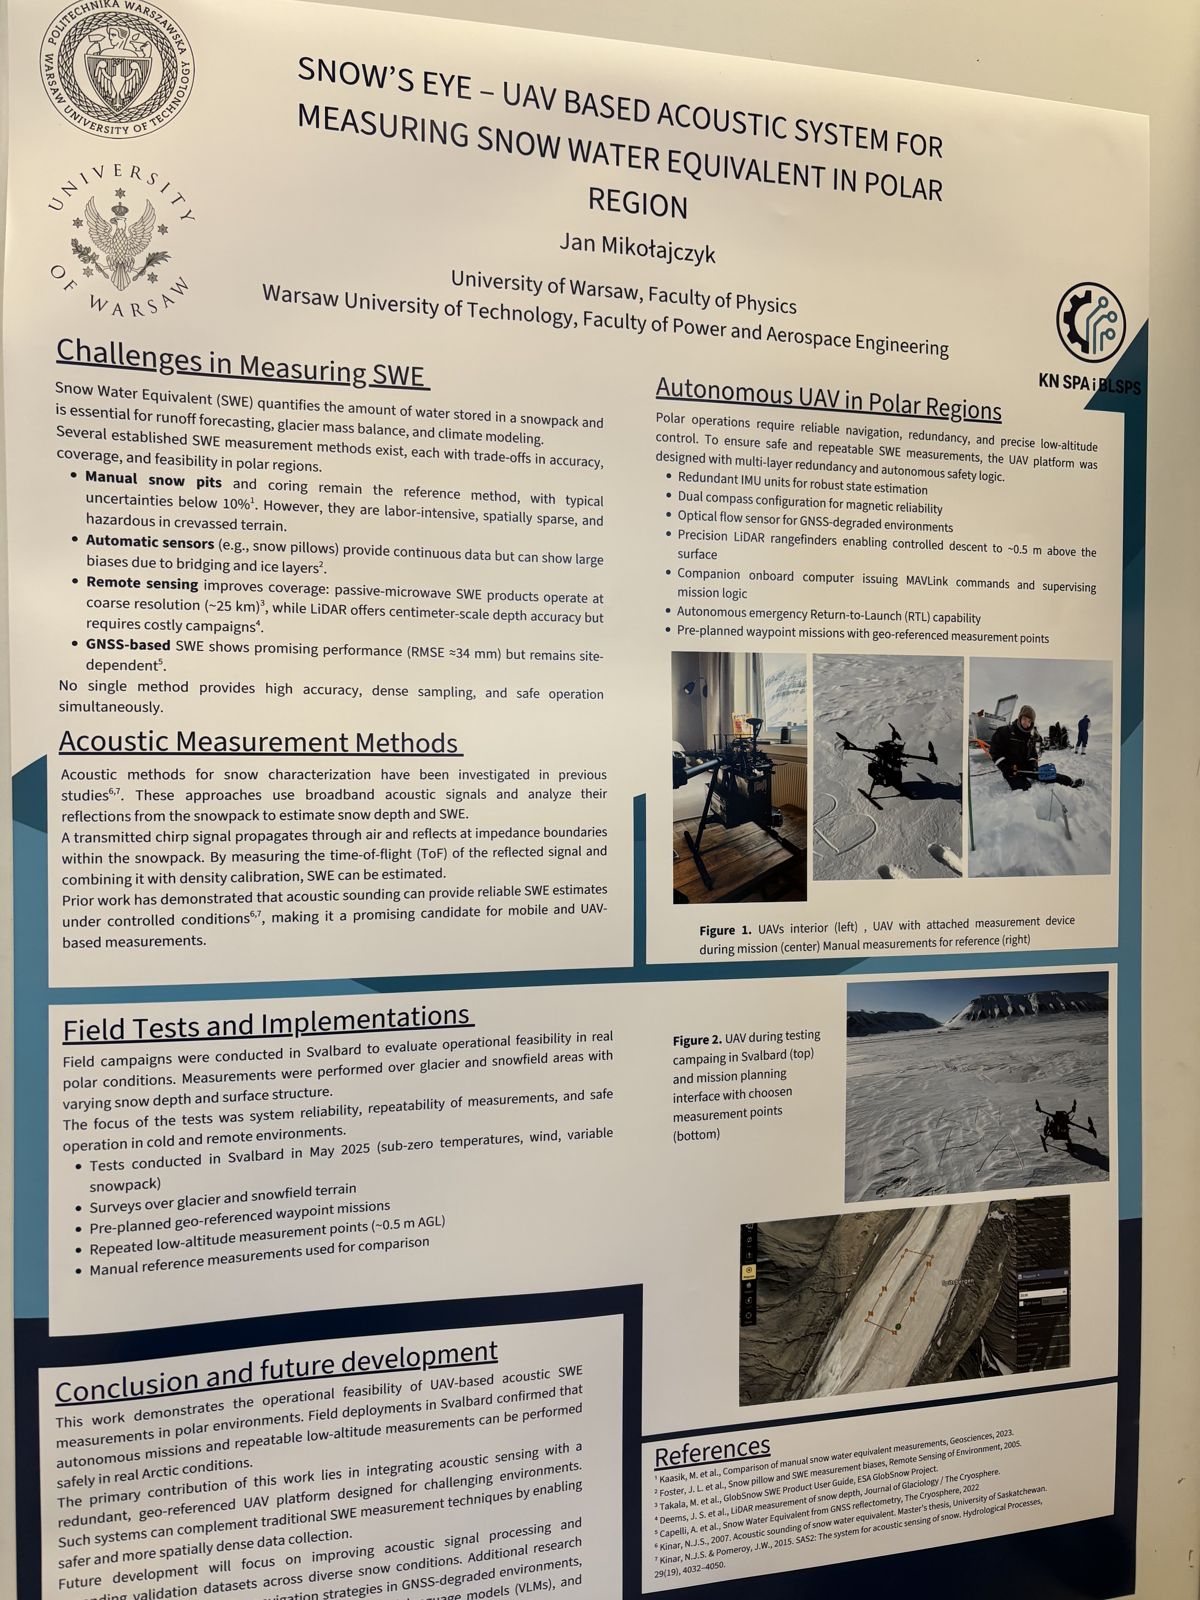 POLITECHNIKA WARSZAWSKA
WARSAW UNIVERSITY OF TECHNOLOGY
UNIVERSITY
OF WARSAW
SNOW'S EYE – UAV BASED ACOUSTIC SYSTEM FOR
MEASURING SNOW WATER EQUIVALENT IN POLAR
REGION
Jan Mikołajczyk
University of Warsaw, Faculty of Physics
Warsaw University of Technology, Faculty of Power and Aerospace Engineering
KN SPA i BLSPS
Challenges in Measuring SWE
Snow Water Equivalent (SWE) quantifies the amount of water stored in a snowpack and
is essential for runoff forecasting, glacier mass balance, and climate modeling.
Several established SWE measurement methods exist, each with trade-offs in accuracy,
coverage, and feasibility in polar regions.
• Manual snow pits and coring remain the reference method, with typical
uncertainties below 10%¹. However, they are labor-intensive, spatially sparse, and
hazardous in crevassed terrain.
• Automatic sensors (e.g., snow pillows) provide continuous data but can show large
biases due to bridging and ice layers².
• Remote sensing improves coverage: passive-microwave SWE products operate at
coarse resolution (~25 km)³, while LiDAR offers centimeter-scale depth accuracy but
requires costly campaigns⁴.
• GNSS-based SWE shows promising performance (RMSE ≈34 mm) but remains site-
dependent⁵.
No single method provides high accuracy, dense sampling, and safe operation
simultaneously.
Acoustic Measurement Methods
Acoustic methods for snow characterization have been investigated in previous
studies⁶,⁷. These approaches use broadband acoustic signals and analyze their
reflections from the snowpack to estimate snow depth and SWE.
A transmitted chirp signal propagates through air and reflects at impedance boundaries
within the snowpack. By measuring the time-of-flight (ToF) of the reflected signal and
combining it with density calibration, SWE can be estimated.
Prior work has demonstrated that acoustic sounding can provide reliable SWE estimates
under controlled conditions⁶,⁷, making it a promising candidate for mobile and UAV-
based measurements.
Autonomous UAV in Polar Regions
Polar operations require reliable navigation, redundancy, and precise low-altitude
control. To ensure safe and repeatable SWE measurements, the UAV platform was
designed with multi-layer redundancy and autonomous safety logic.
• Redundant IMU units for robust state estimation
• Dual compass configuration for magnetic reliability
• Optical flow sensor for GNSS-degraded environments
• Precision LiDAR rangefinders enabling controlled descent to ~0.5 m above the
surface
• Companion onboard computer issuing MAVLink commands and supervising
mission logic
• Autonomous emergency Return-to-Launch (RTL) capability
• Pre-planned waypoint missions with geo-referenced measurement points
Figure 1. UAVs interior (left) , UAV with attached measurement device
during mission (center) Manual measurements for reference (right)
Field Tests and Implementations
Field campaigns were conducted in Svalbard to evaluate operational feasibility in real
polar conditions. Measurements were performed over glacier and snowfield areas with
varying snow depth and surface structure.
The focus of the tests was system reliability, repeatability of measurements, and safe
operation in cold and remote environments.
• Tests conducted in Svalbard in May 2025 (sub-zero temperatures, wind, variable
snowpack)
• Surveys over glacier and snowfield terrain
• Pre-planned geo-referenced waypoint missions
• Repeated low-altitude measurement points (~0.5 m AGL)
• Manual reference measurements used for comparison
Figure 2. UAV during testing
campaing in Svalbard (top)
and mission planning
interface with choosen
measurement points
(bottom)
Conclusion and future development
This work demonstrates the operational feasibility of UAV-based acoustic SWE
measurements in polar environments. Field deployments in Svalbard confirmed that
autonomous missions and repeatable low-altitude measurements can be performed
safely in real Arctic conditions.
The primary contribution of this work lies in integrating acoustic sensing with a
redundant, geo-referenced UAV platform designed for challenging environments.
Such systems can complement traditional SWE measurement techniques by enabling
safer and more spatially dense data collection.
Future development will focus on improving acoustic signal processing and
validation datasets across diverse snow conditions. Additional research
strategies in GNSS-degraded environments,
models (VLMs), and
References
¹ Kaasik, M. et al., Comparison of manual snow water equivalent measurements, Geosciences, 2023.
² Foster, J. L. et al., Snow pillow and SWE measurement biases, Remote Sensing of Environment, 2005.
³ Takala, M. et al., GlobSnow SWE Product User Guide, ESA GlobSnow Project.
⁴ Deems, J. S. et al., LiDAR measurement of snow depth, Journal of Glaciology / The Cryosphere.
⁵ Capelli, A. et al., Snow Water Equivalent from GNSS reflectometry, The Cryosphere, 2022
⁶ Kinar, N.J.S., 2007. Acoustic sounding of snow water equivalent. Master's thesis, University of Saskatchewan.
⁷ Kinar, N.J.S. & Pomeroy, J.W., 2015. SAS2: The system for acoustic sensing of snow. Hydrological Processes,
29(19), 4032–4050.